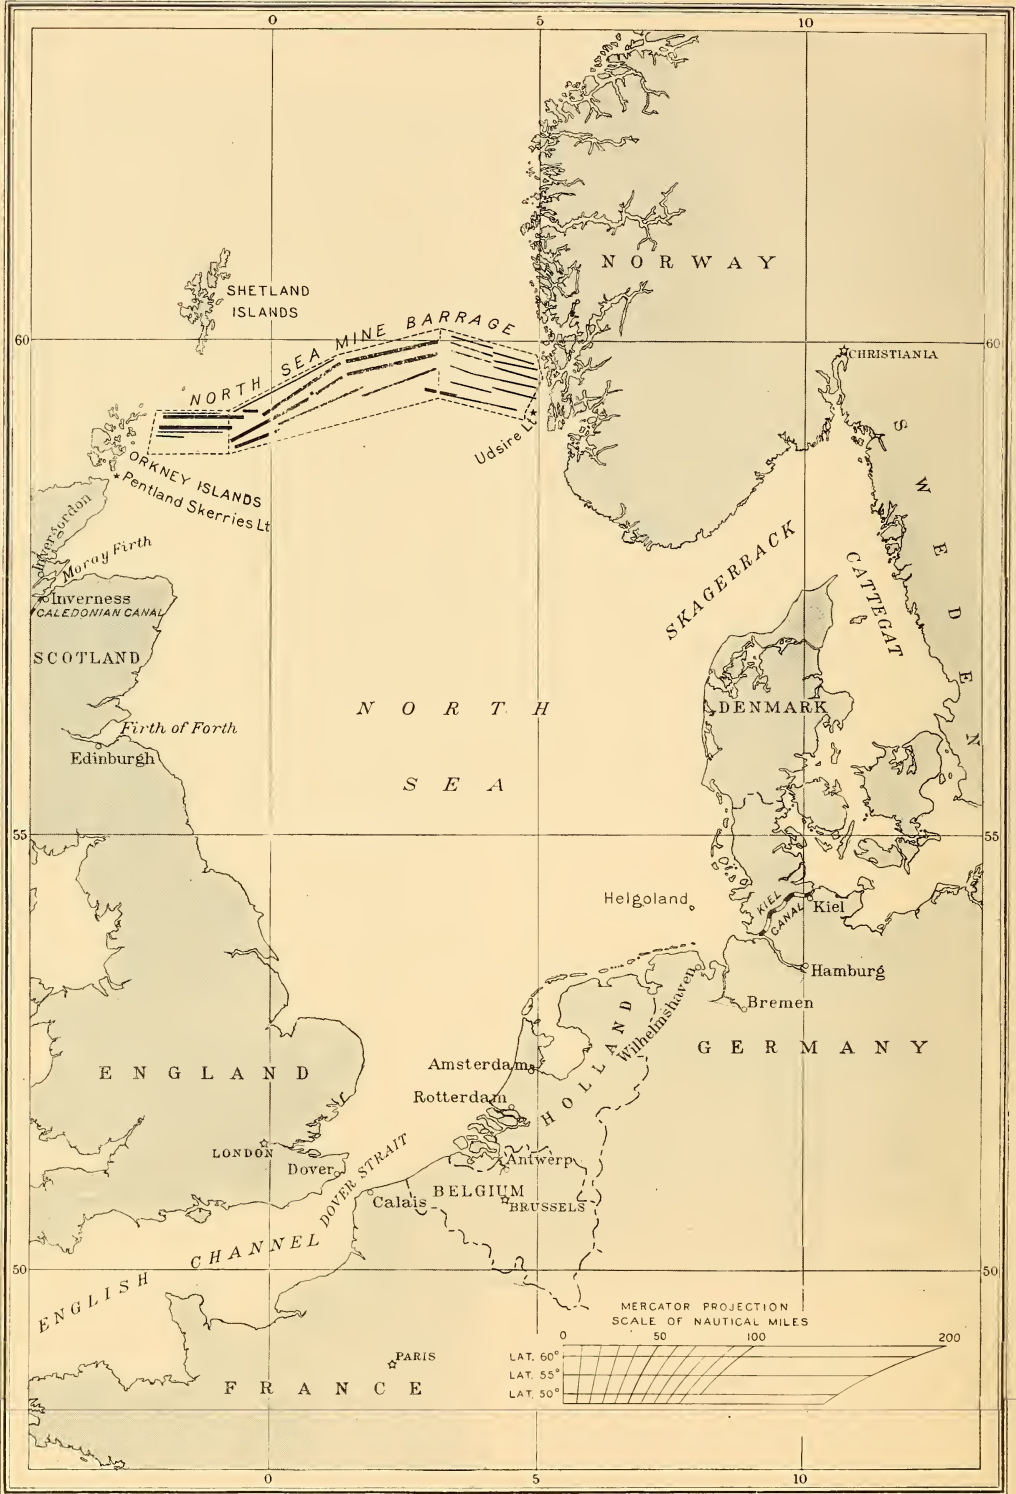 0 5 10
NORWAY
SHETLAND
ISLANDS
NORTH SEA MINE BARRAGE
60 60
CHRISTIANIA
SWEDEN
Udsire Lt
ORKNEY ISLANDS
Pentland Skerries Lt
Invergordon
Moray Firth
SKAGERRACK
CATTEGAT
Inverness
CALEDONIAN CANAL
SCOTLAND
NORTH
SEA
DENMARK
Firth of Forth
Edinburgh
55 55
Helgoland
KIEL
CANAL
Kiel
Hamburg
Wilhelmshaven
Bremen
GERMANY
HOLLAND
ENGLAND
Amsterdam
Rotterdam
LONDON
Dover
DOVER STRAIT
Antwerp
Calais
BELGIUM
BRUSSELS
ENGLISH CHANNEL
50 50
MERCATOR PROJECTION
SCALE OF NAUTICAL MILES
0 50 100 200
LAT. 60°
LAT. 55°
LAT. 50°
PARIS
FRANCE
0 5 10